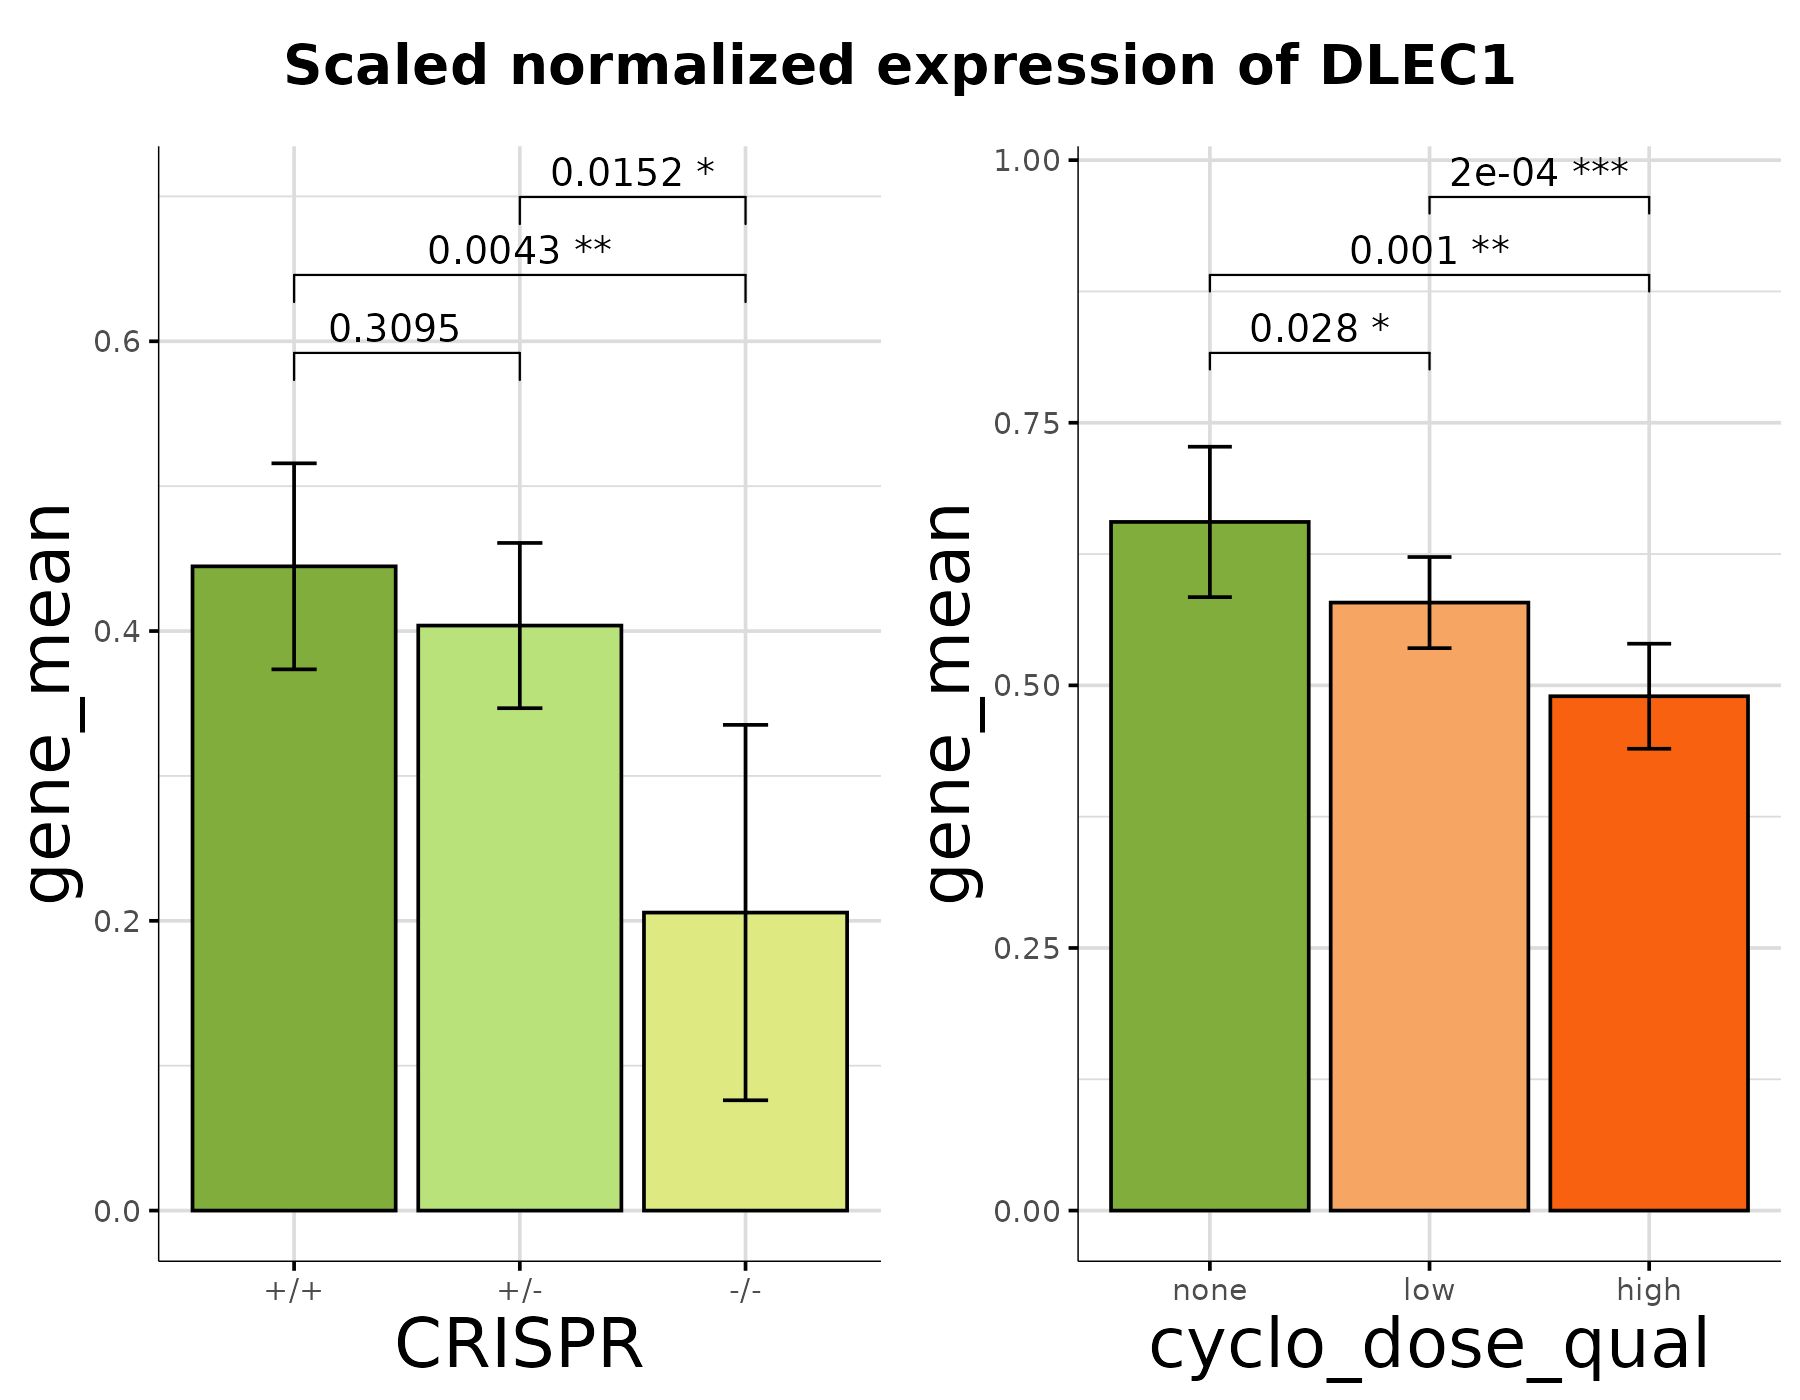 Scaled normalized expression of DLEC1
gene_mean
0.6
0.4
0.2
0.0
0.0152 *
0.0043 **
0.3095
+/+ +/- -/-
CRISPR
gene_mean
1.00
0.75
0.50
0.25
0.00
2e-04 ***
0.001 **
0.028 *
none low high
cyclo_dose_qual